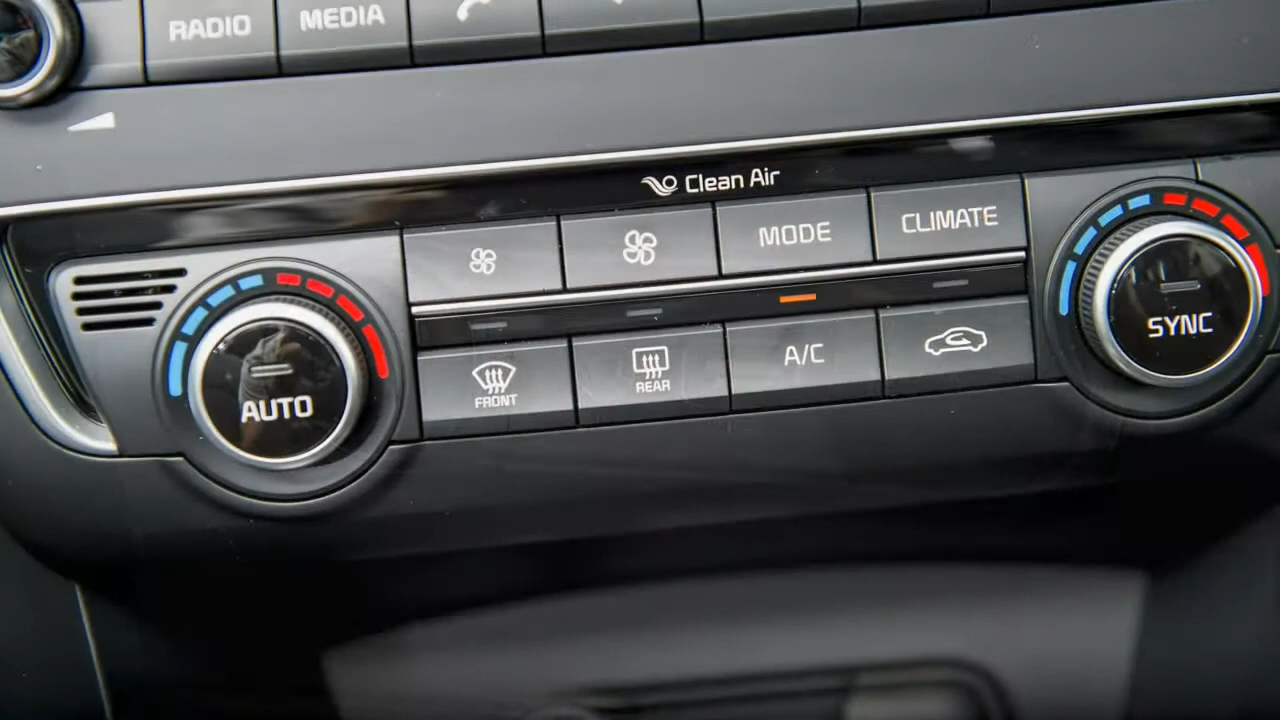 RADIO
MEDIA
Clean Air
MODE
CLIMATE
AUTO
FRONT
REAR
A/C
SYNC